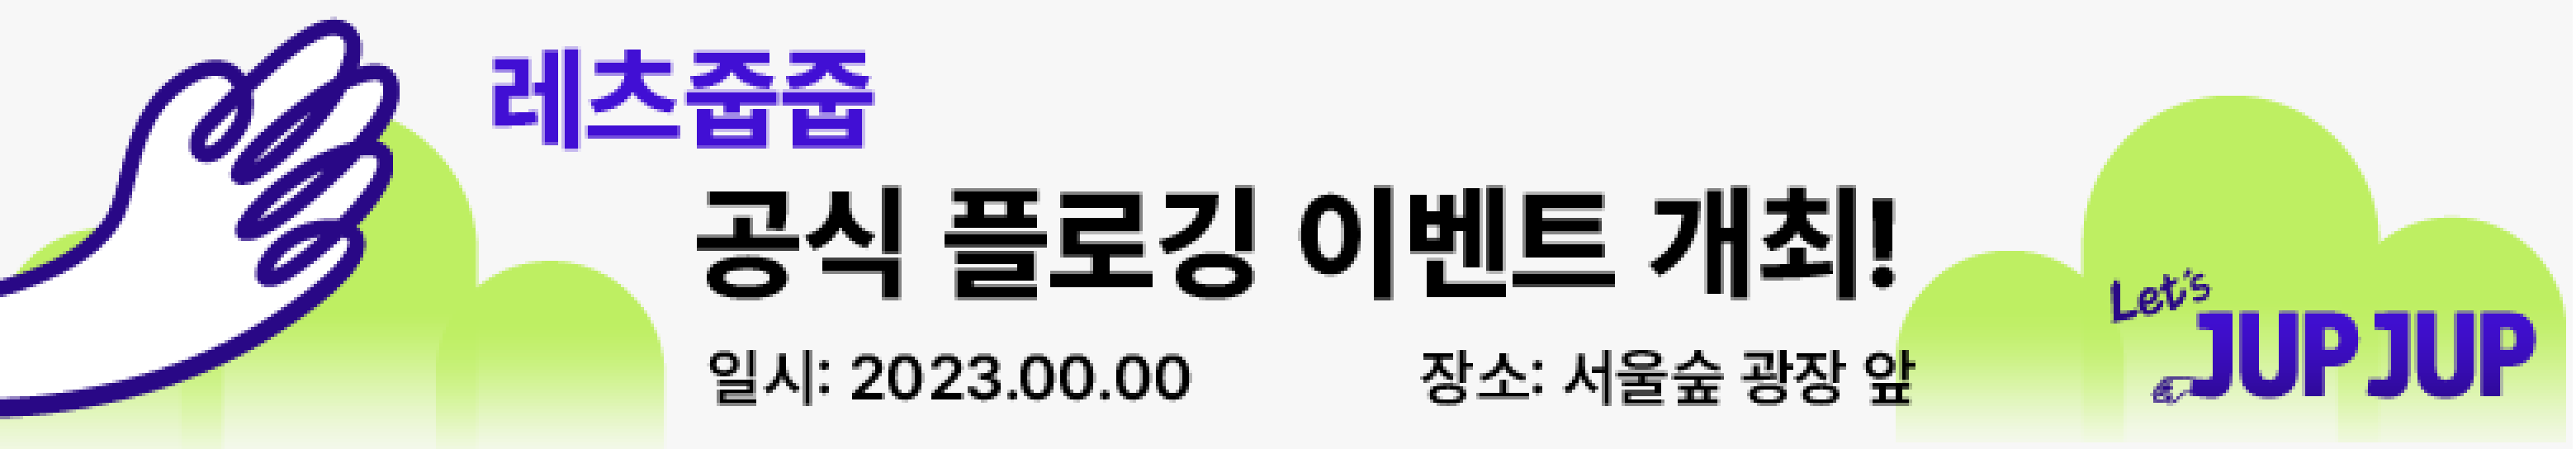 레츠줍줍
공식 플로깅 이벤트 개최!
일시: 2023.00.00
장소: 서울숲 광장 앞
Let's
JUP JUP